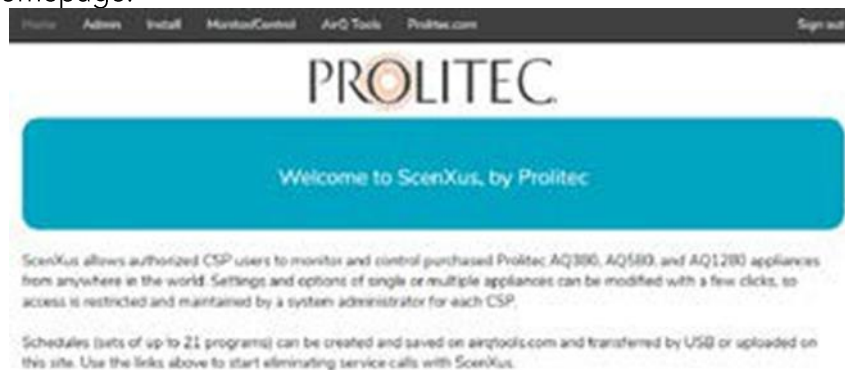 omepage.
Home Admin Install Monitor/Control AirQ Tools Prolitec.com Sign out
PROLITEC
Welcome to ScenXus, by Prolitec
ScenXus allows authorized CSP users to monitor and control purchased Prolitec AQ380, AQ580, and AQ1280 appliances
from anywhere in the world. Settings and options of single or multiple appliances can be modified with a few clicks, so
access is restricted and maintained by a system administrator for each CSP.
Schedules (sets of up to 21 programs) can be created and saved on airqtools.com and transferred by USB or uploaded on
this site. Use the links above to start eliminating service calls with ScenXus.